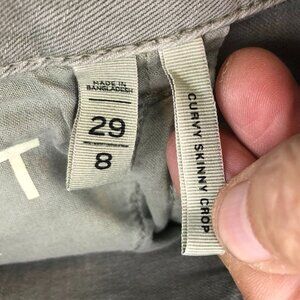 MADE IN
BANGLADESH
29
8
CURVY SKINNY CROP
T